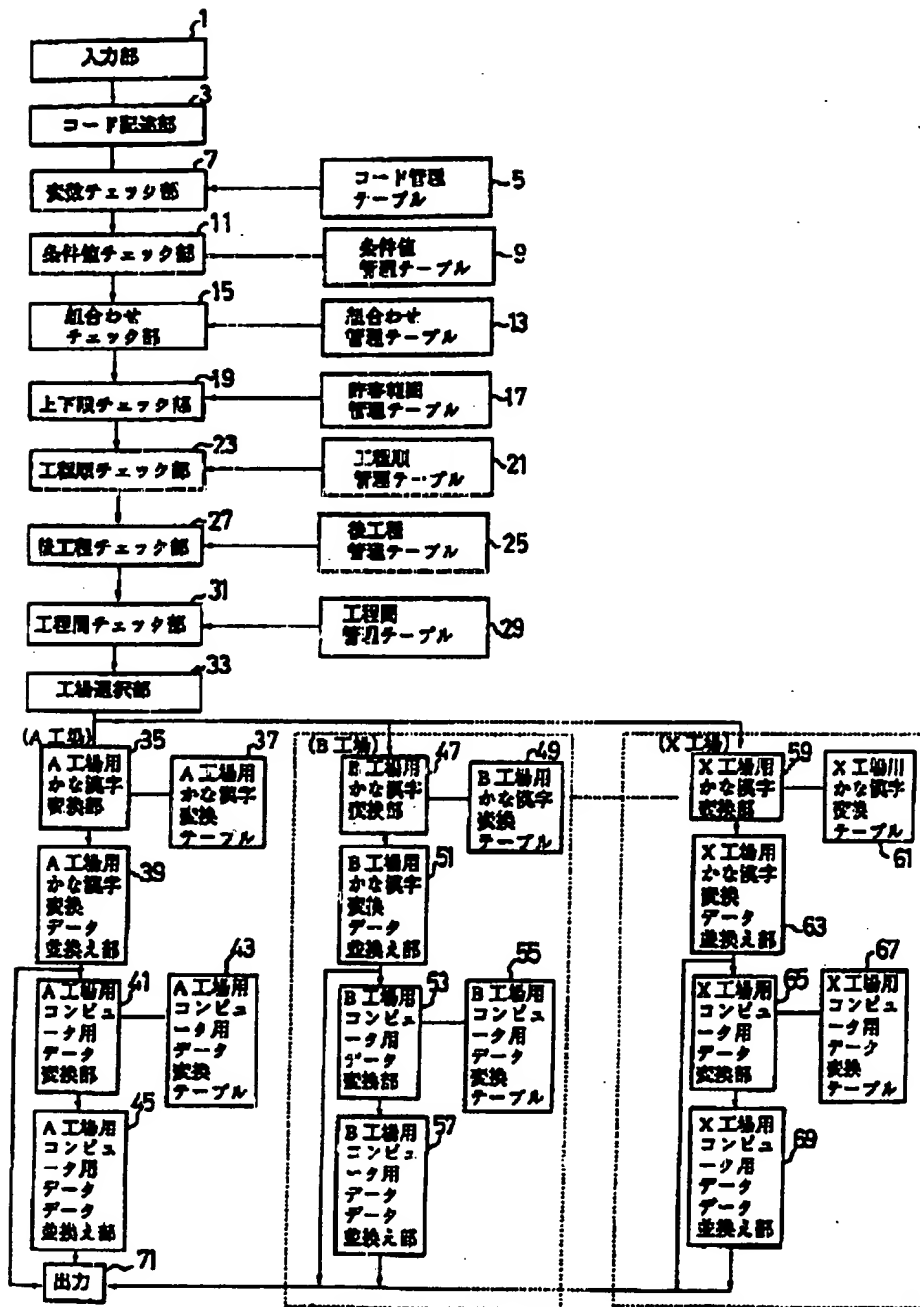 1
入力部
3
コード記述部
7
変数チェック部
コード管理
テーブル
5
11
条件値チェック部
条件値
管理テーブル
9
15
組合わせ
チェック部
組合わせ
管理テーブル
13
19
上下限チェック部
許容範囲
管理テーブル
17
23
工程順チェック部
工程順
管理テーブル
21
27
後工程チェック部
後工程
管理テーブル
25
31
工程間チェック部
工程間
管理テーブル
29
33
工場選択部
(A工場)
35
A工場用
かな漢字
変換部
37
A工場用
かな漢字
変換
テーブル
39
A工場用
かな漢字
変換
データ
並換え部
41
A工場用
コンピュ
ータ用
データ
変換部
43
A工場用
コンピュ
ータ用
データ
変換
テーブル
45
A工場用
コンピュ
ータ用
データ
データ
並換え部
71
出力
(B工場)
47
B工場用
かな漢字
変換部
49
B工場用
かな漢字
変換
テーブル
51
B工場用
かな漢字
変換
データ
並換え部
53
B工場用
コンピュ
ータ用
データ
変換部
55
B工場用
コンピュ
ータ用
データ
変換
テーブル
57
B工場用
コンピュ
ータ用
データ
データ
並換え部
(X工場)
59
X工場用
かな漢字
変換部
X工場用
かな漢字
変換
テーブル
61
X工場用
かな漢字
変換
データ
並換え部
63
65
X工場用
コンピュ
ータ用
データ
変換部
67
X工場用
コンピュ
ータ用
データ
変換
テーブル
69
X工場用
コンピュ
ータ用
データ
データ
並換え部